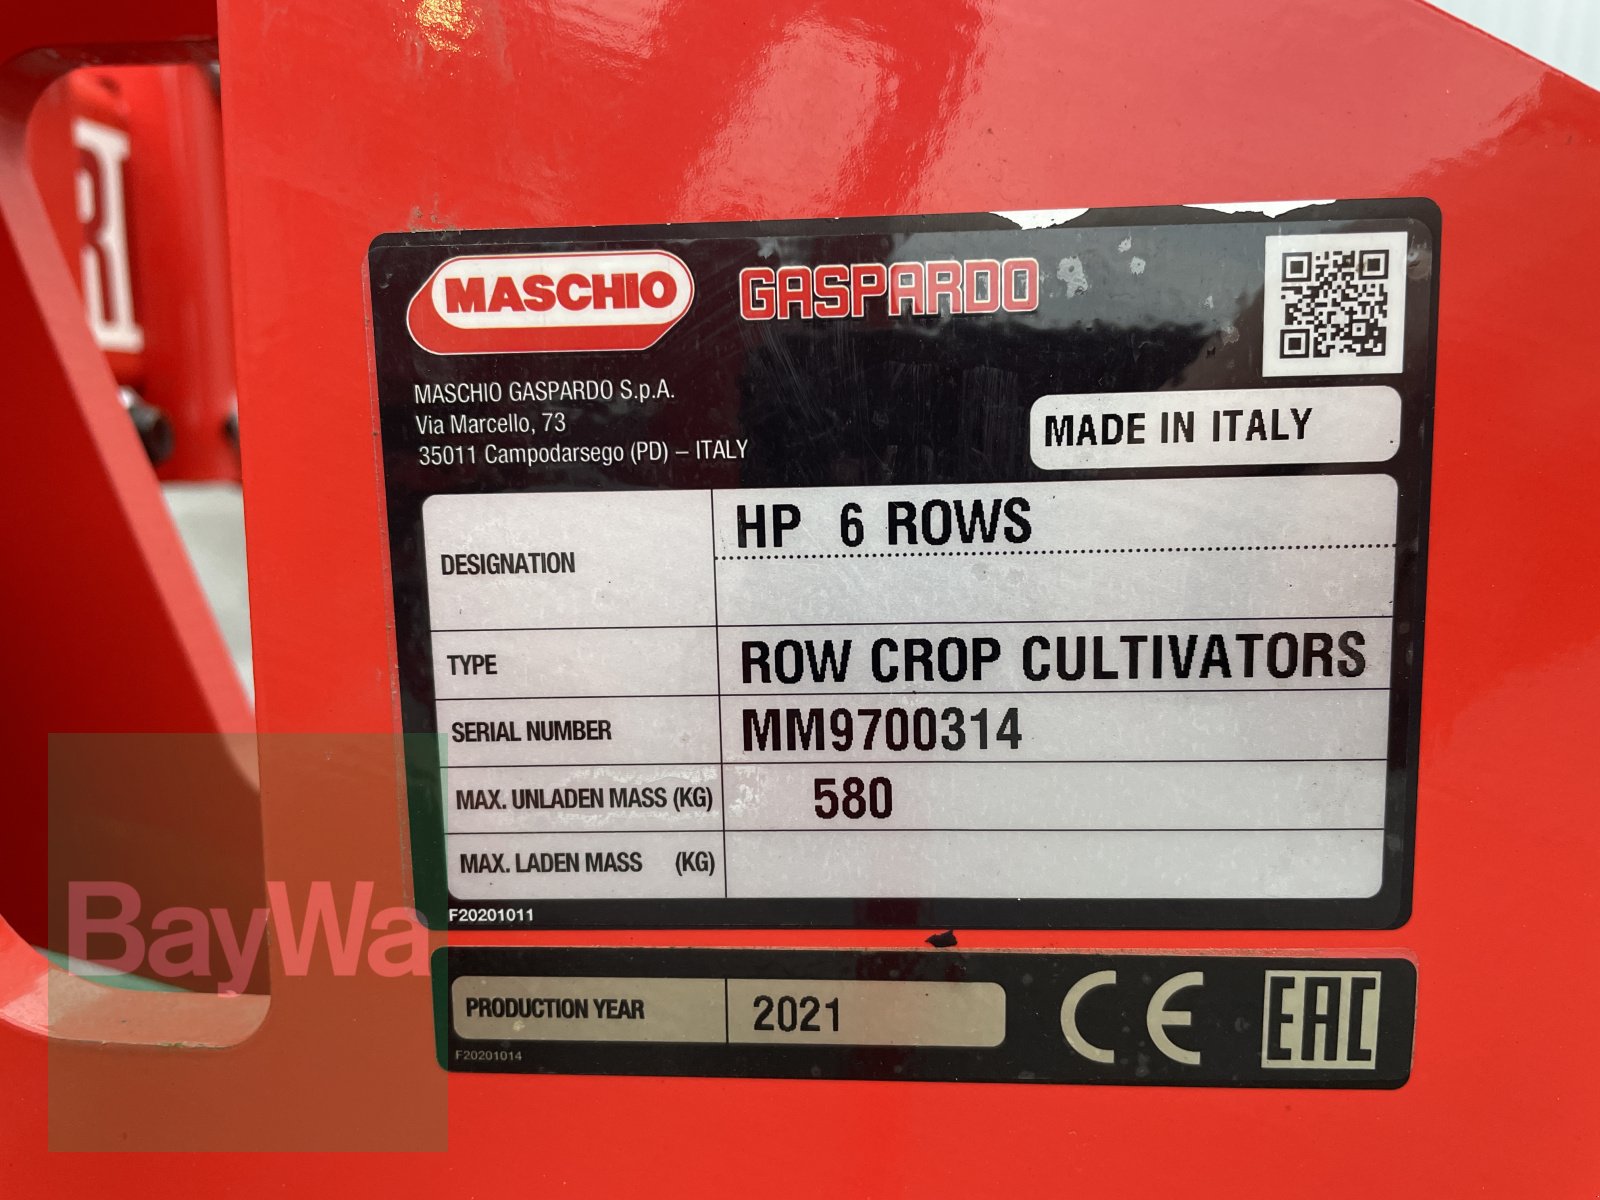 MASCHIO GASPARDO
MASCHIO GASPARDO S.p.A.
Via Marcello, 73
35011 Campodarsego (PD) – ITALY
MADE IN ITALY
DESIGNATION HP 6 ROWS
TYPE ROW CROP CULTIVATORS
SERIAL NUMBER MM9700314
MAX. UNLADEN MASS (KG) 580
MAX. LADEN MASS (KG)
F20201011
PRODUCTION YEAR 2021
CE EAC
F20201014
BayWa